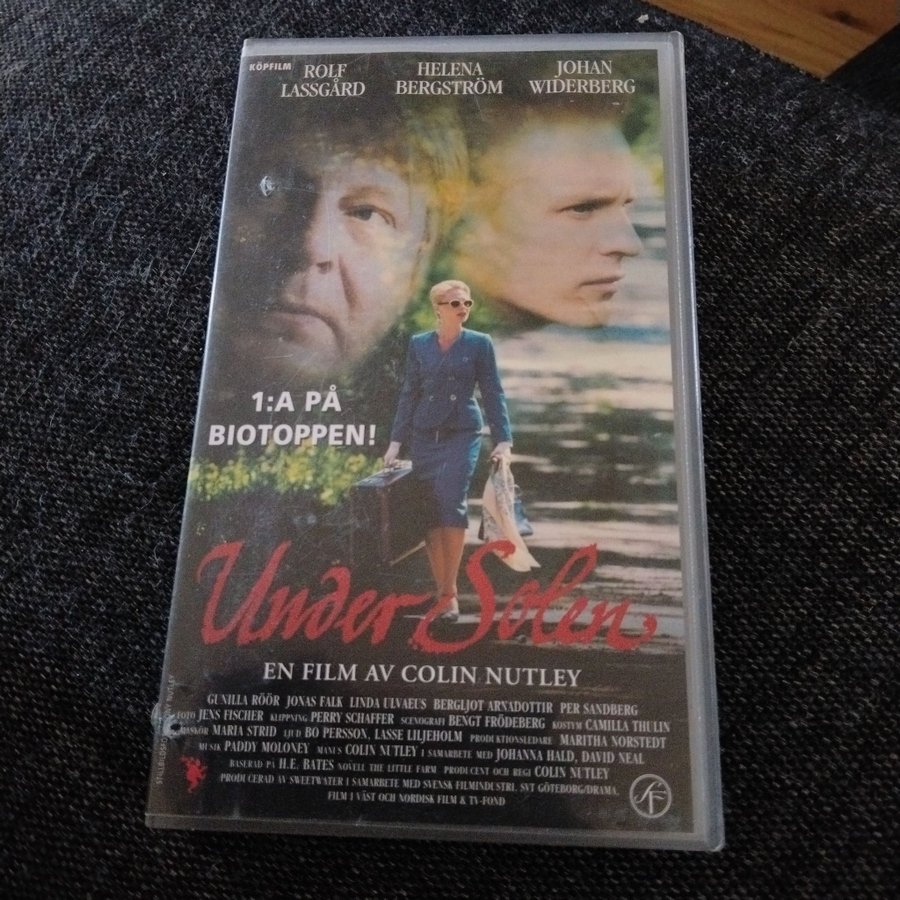 KÖPFILM
ROLF LASSGÅRD
HELENA BERGSTRÖM
JOHAN WIDERBERG
1:A PÅ
BIOTOPPEN!
Under Solen
EN FILM AV COLIN NUTLEY
GUNILLA RÖÖR JONAS FALK LINDA ULVAEUS BERGLJOT ARNADOTTIR PER SANDBERG
FOTO JENS FISCHER KLIPPNING PERRY SCHAFFER SCENOGRAFI BENGT FRÖDEBERG KOSTYM CAMILLA THULIN
MARIA STRID LJUD BO PERSSON, LASSE LILJEHOLM PRODUKTIONSLEDARE MARITHA NORSTEDT
MUSIK PADDY MOLONEY MANUS COLIN NUTLEY I SAMARBETE MED JOHANNA HALD, DAVID NEAL
BASERAD PÅ H.E. BATES NOVELL THE LITTLE FARM PRODUCENT OCH REGI COLIN NUTLEY
PRODUCERAD AV SWEETWATER I SAMARBETE MED SVENSK FILMINDUSTRI, SVT GÖTEBORG/DRAMA,
FILM I VÄST OCH NORDISK FILM & TV-FOND
SF